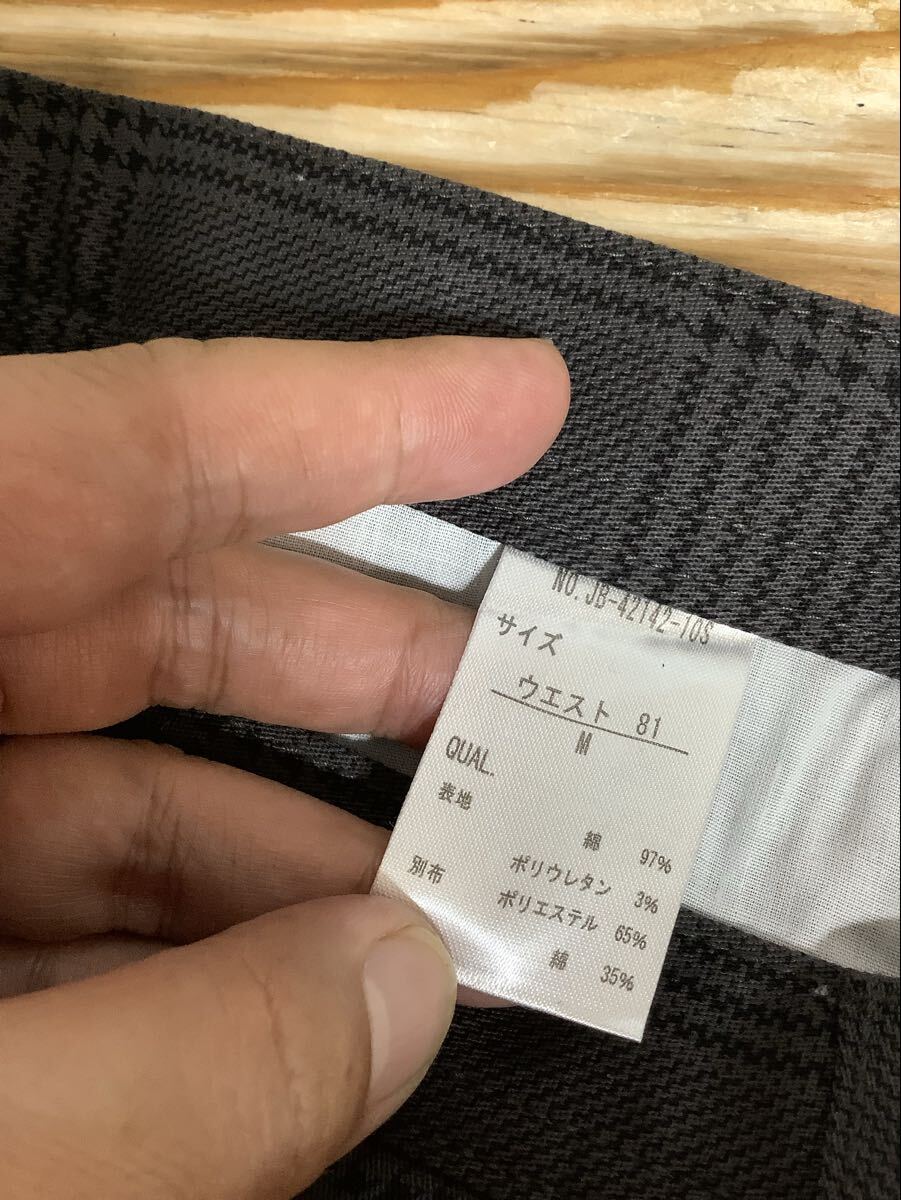 NO.JB-42142-10S
サイズ
ウエスト 81
M
QUAL.
表地
綿 97%
ポリウレタン 3%
別布 ポリエステル 65%
綿 35%